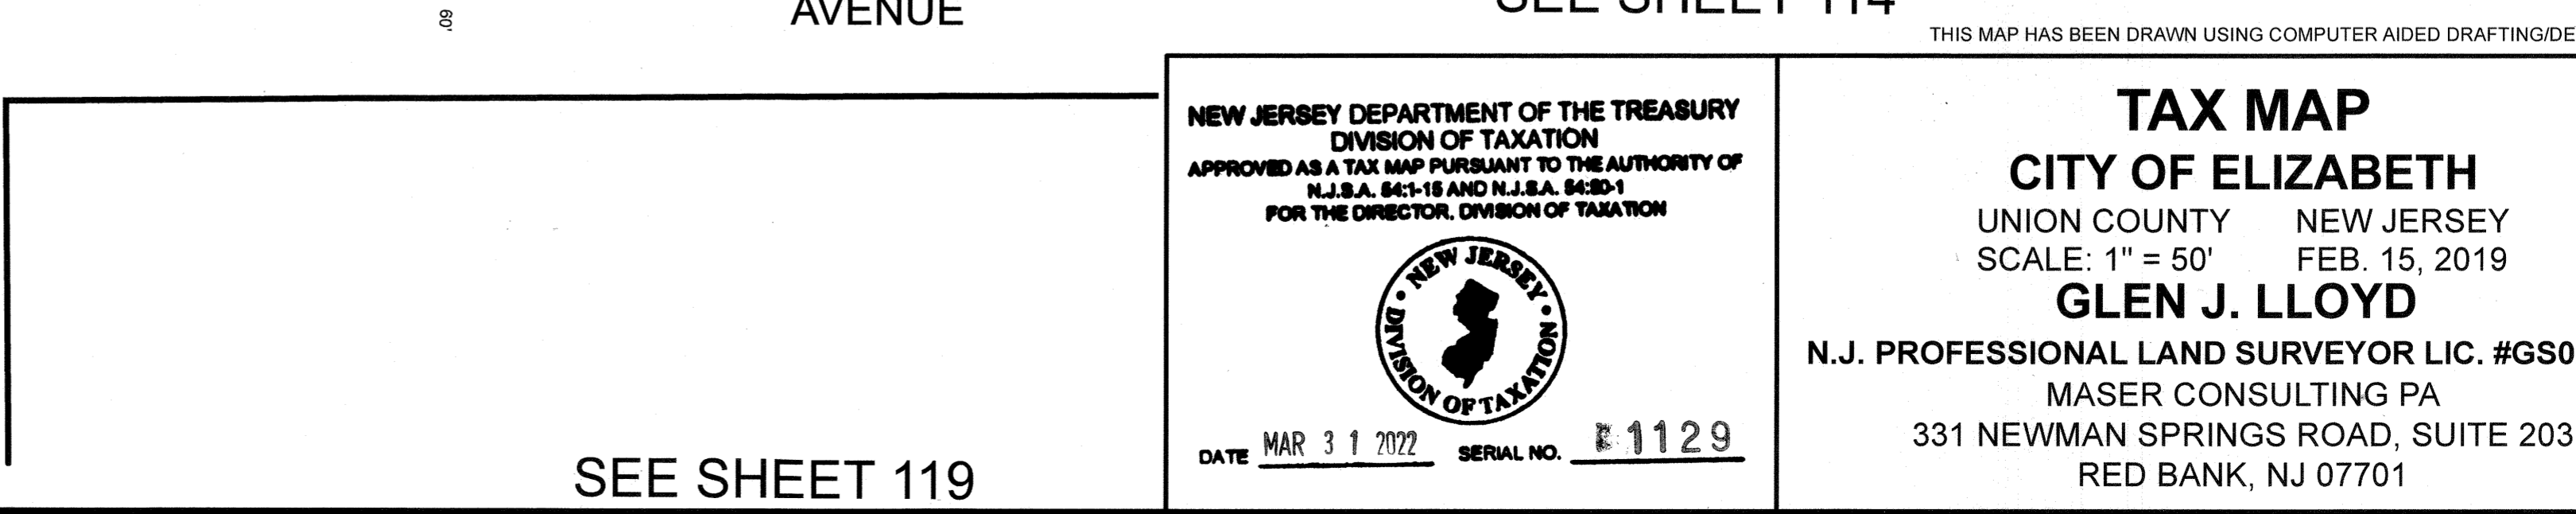 60'
AVENUE
SEE SHEET 114
THIS MAP HAS BEEN DRAWN USING COMPUTER AIDED DRAFTING/DE
NEW JERSEY DEPARTMENT OF THE TREASURY
DIVISION OF TAXATION
APPROVED AS A TAX MAP PURSUANT TO THE AUTHORITY OF
N.J.S.A. 54:1-15 AND N.J.S.A. 54:50-1
FOR THE DIRECTOR. DIVISION OF TAXATION
• NEW JERSEY •
DIVISION OF TAXATION
DATE MAR 31 2022 SERIAL NO. 1129
SEE SHEET 119
TAX MAP
CITY OF ELIZABETH
UNION COUNTY NEW JERSEY
SCALE: 1" = 50' FEB. 15, 2019
GLEN J. LLOYD
N.J. PROFESSIONAL LAND SURVEYOR LIC. #GS0
MASER CONSULTING PA
331 NEWMAN SPRINGS ROAD, SUITE 203
RED BANK, NJ 07701